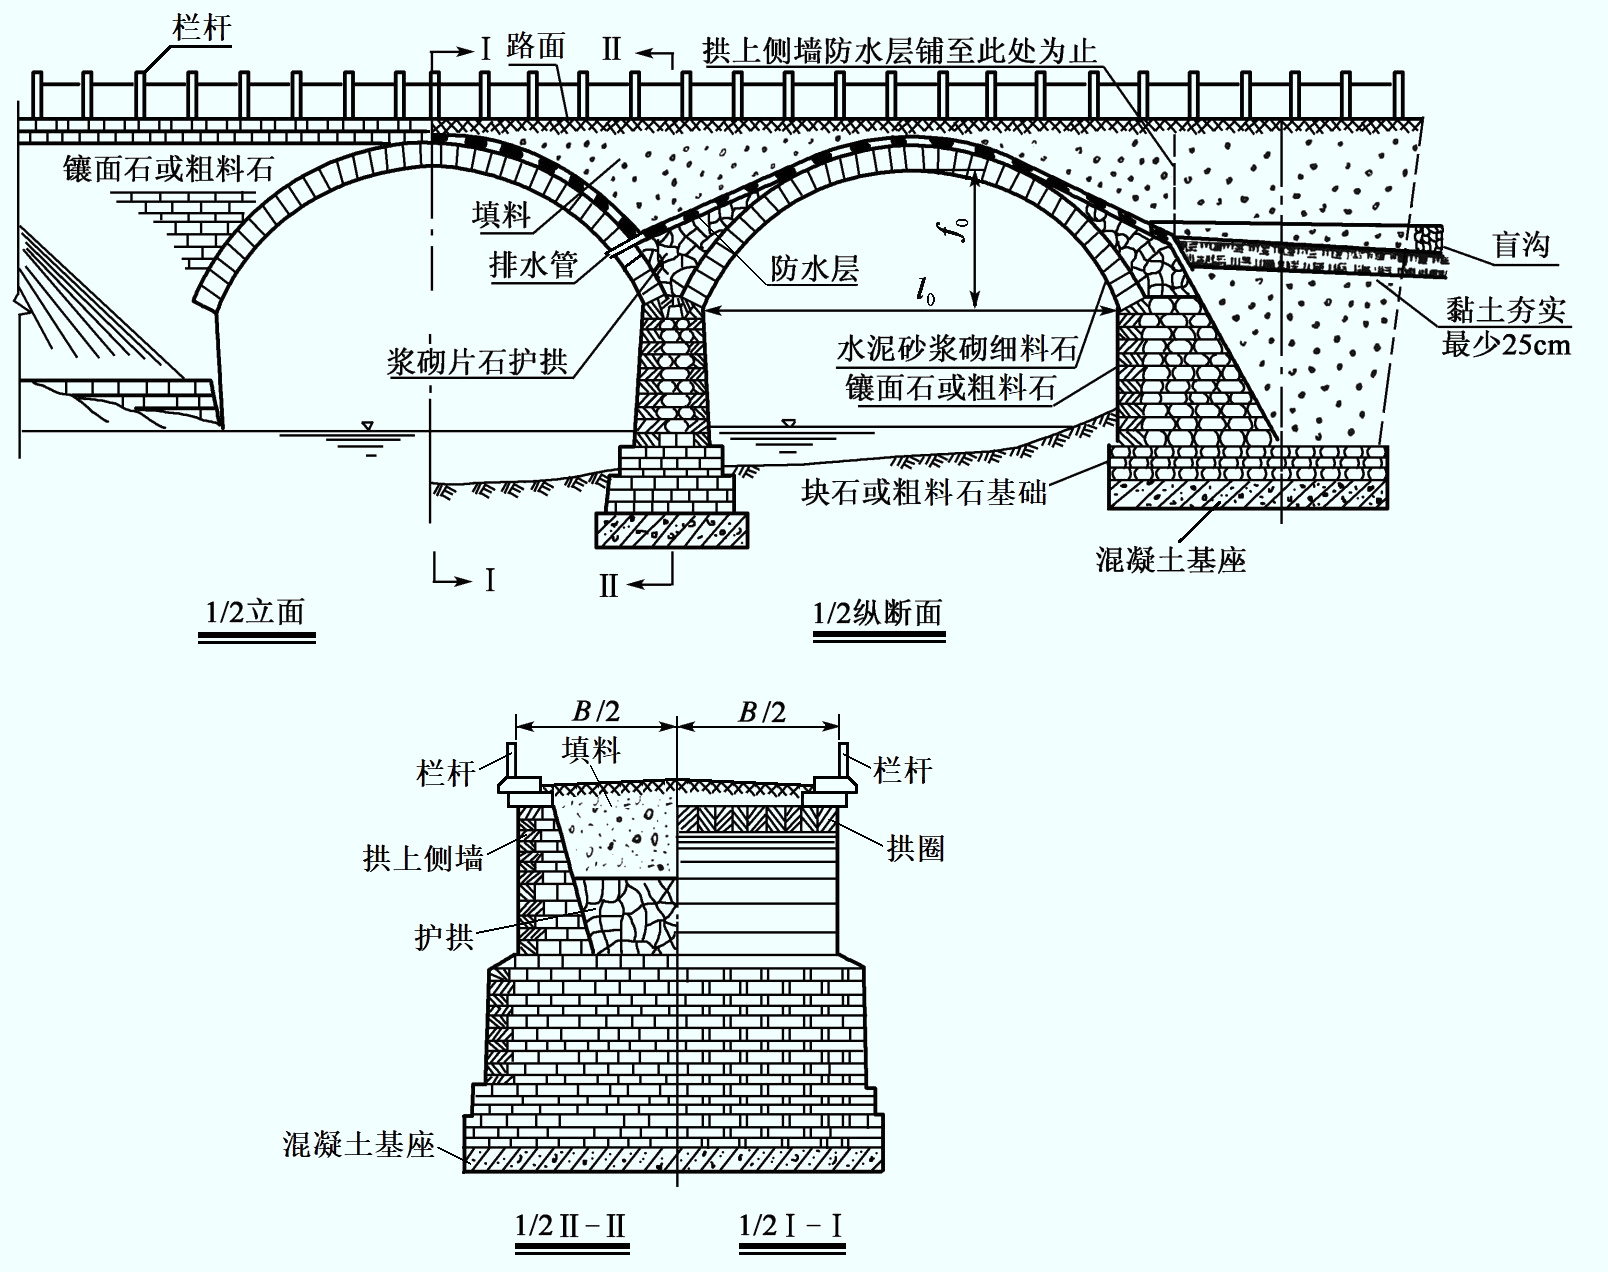 栏杆
I
路面
II
拱上侧墙防水层铺至此处为止
镶面石或粗料石
填料
排水管
防水层
f₀
l₀
盲沟
黏土夯实
最少25cm
浆砌片石护拱
水泥砂浆砌细料石
镶面石或粗料石
块石或粗料石基础
混凝土基座
I
II
1/2立面
1/2纵断面
B/2
B/2
填料
栏杆
栏杆
拱上侧墙
拱圈
护拱
混凝土基座
1/2 II-II
1/2 I-I